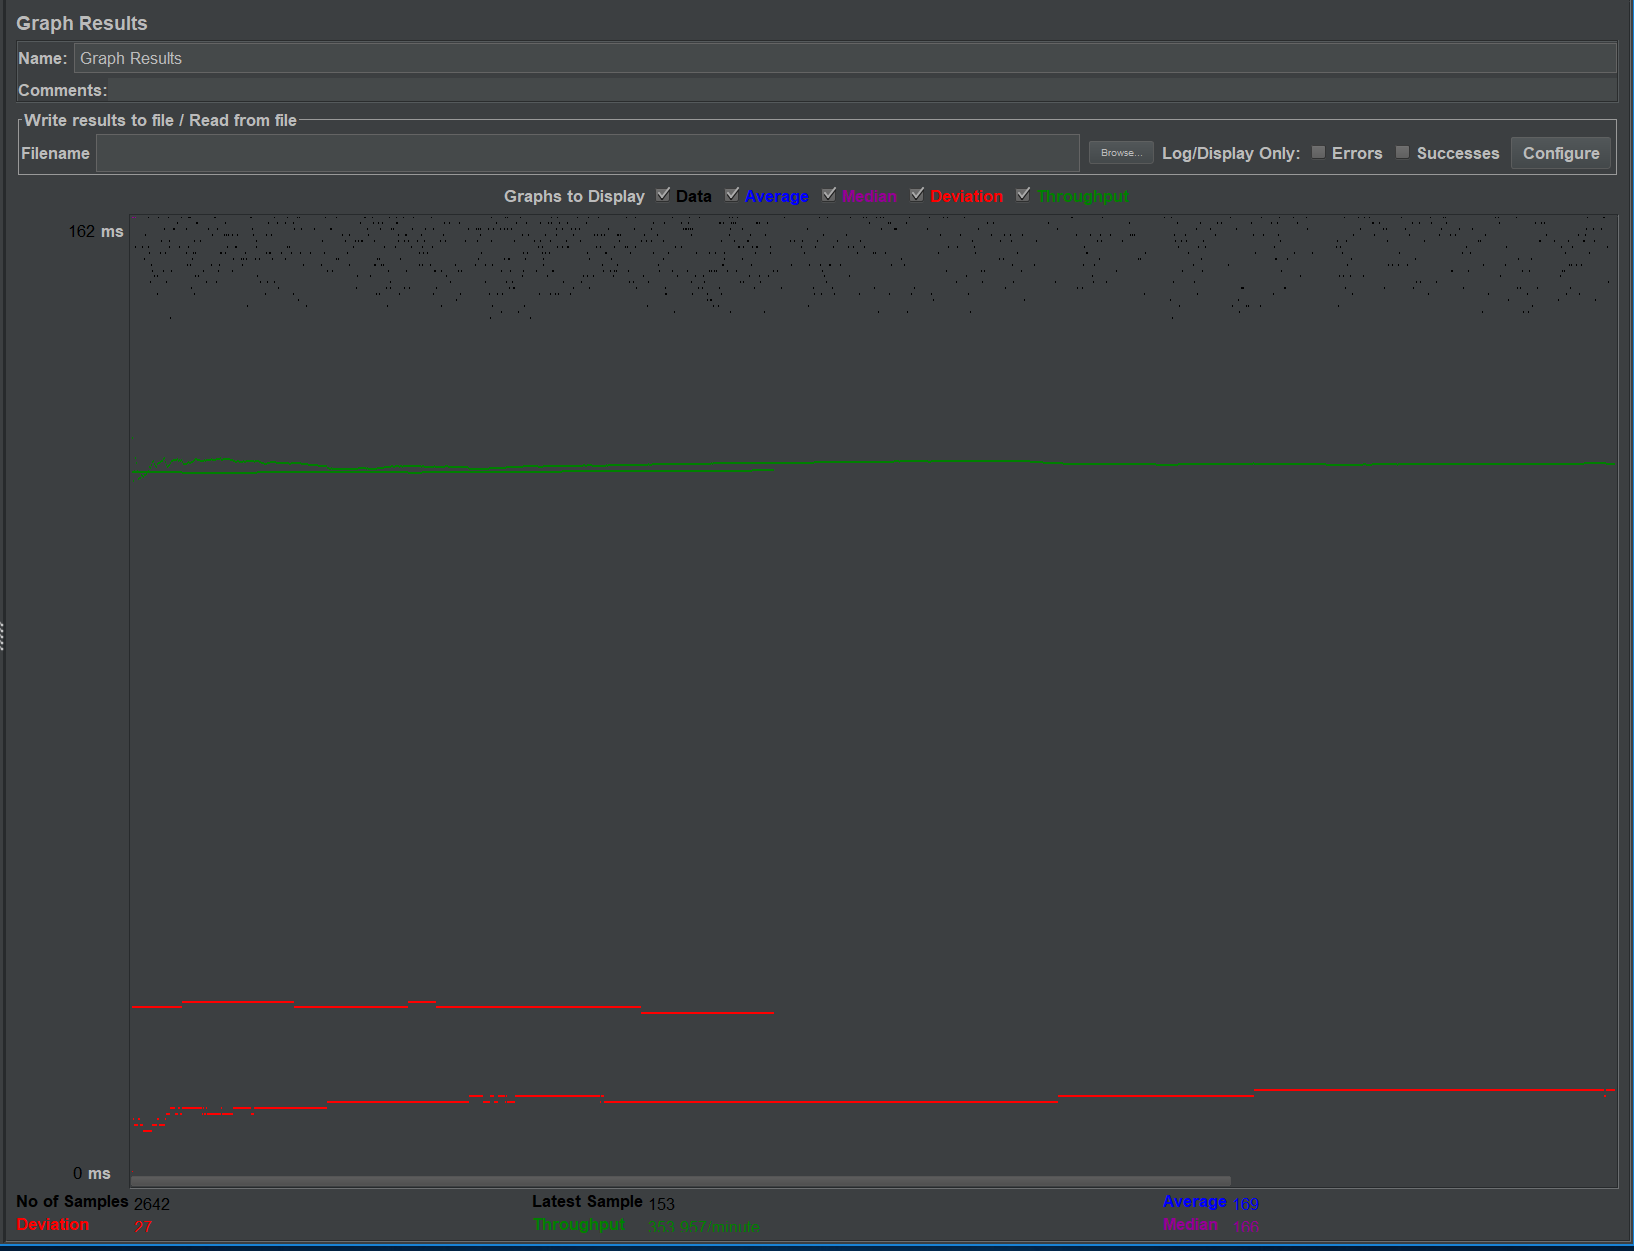 Graph Results
Name: Graph Results
Comments:
Write results to file / Read from file
Filename Browse... Log/Display Only: Errors Successes Configure
Graphs to Display Data Average Median Deviation Throughput
162 ms
0 ms
No of Samples 2642 Latest Sample 153 Average 169
Deviation 27 Throughput 353.957/minute Median